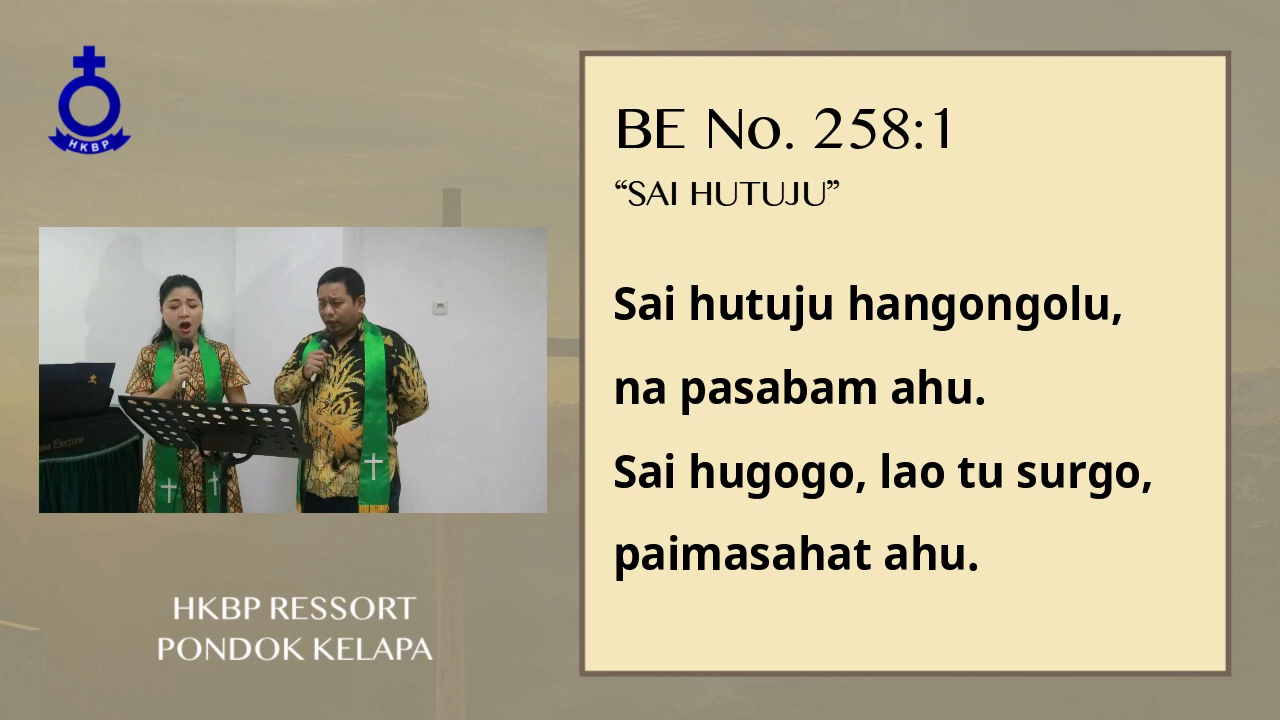 HKBP
BE No. 258:1
“SAI HUTUJU”
Sai hutuju hangongolu,
na pasabam ahu.
Sai hugogo, lao tu surgo,
paimasahat ahu.
Electone
HKBP RESSORT
PONDOK KELAPA